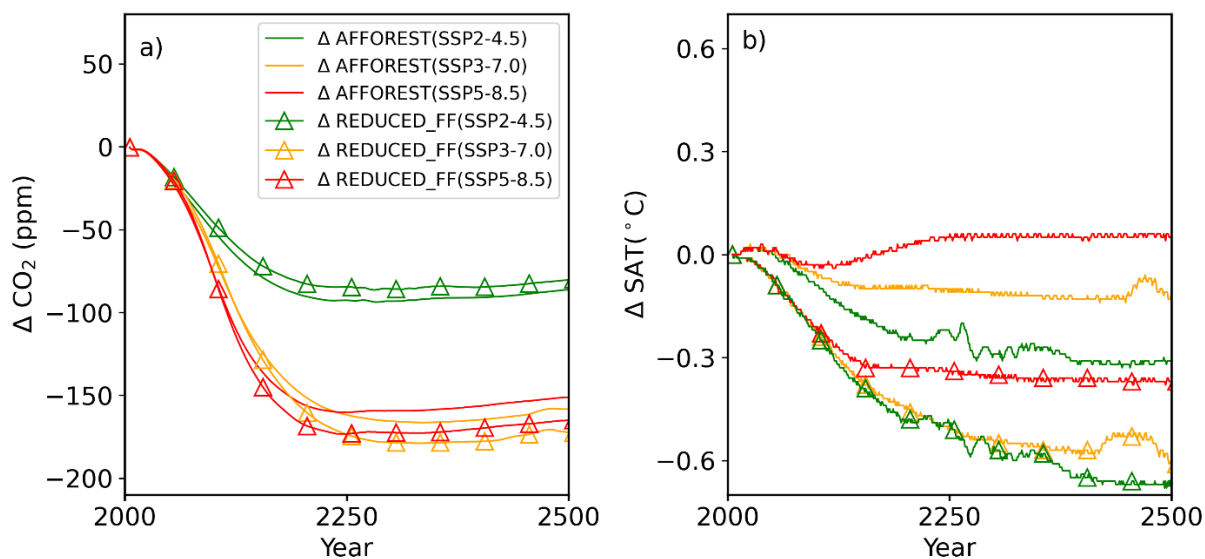 a)
Δ AFFOREST(SSP2-4.5)
Δ AFFOREST(SSP3-7.0)
Δ AFFOREST(SSP5-8.5)
Δ REDUCED_FF(SSP2-4.5)
Δ REDUCED_FF(SSP3-7.0)
Δ REDUCED_FF(SSP5-8.5)
50
0
−50
−100
−150
−200
Δ CO₂ (ppm)
2000
2250
2500
Year
b)
0.6
0.3
0.0
−0.3
−0.6
Δ SAT(°C)
2000
2250
2500
Year